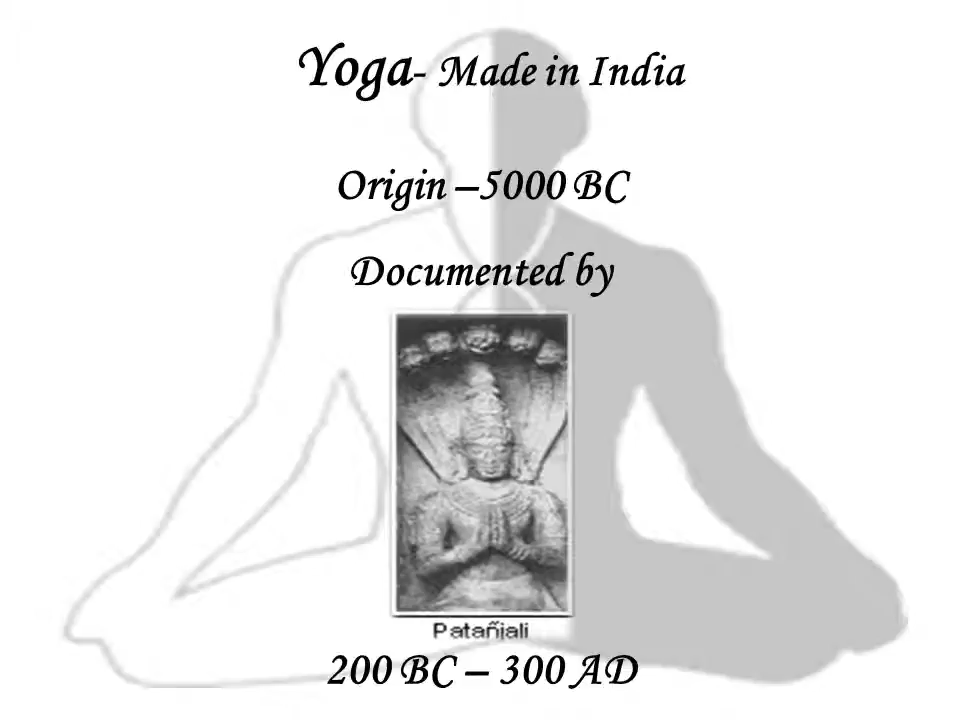 Yoga- Made in India
Origin –5000 BC
Documented by
Patañjali
200 BC – 300 AD